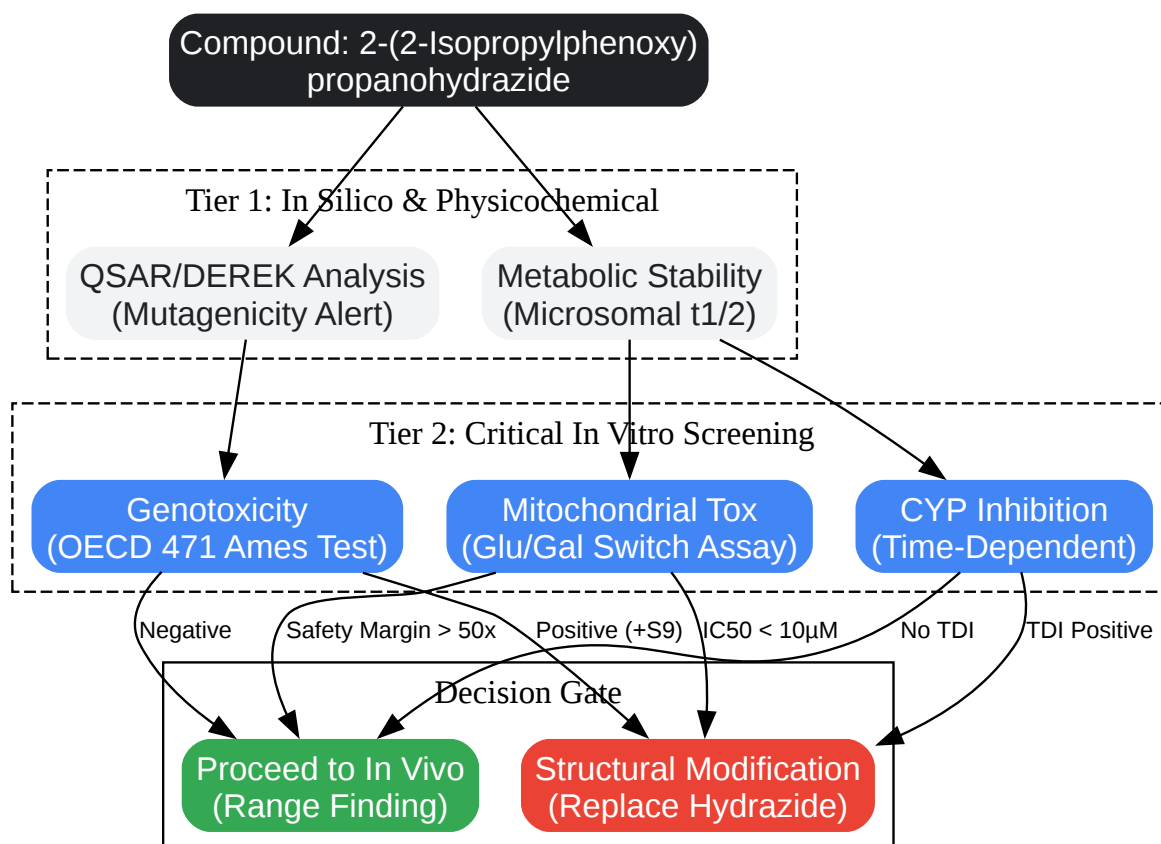 Compound: 2-(2-Isopropylphenoxy)
propanohydrazide
Tier 1: In Silico & Physicochemical
QSAR/DEREK Analysis
(Mutagenicity Alert)
Metabolic Stability
(Microsomal t1/2)
Tier 2: Critical In Vitro Screening
Genotoxicity
(OECD 471 Ames Test)
Mitochondrial Tox
(Glu/Gal Switch Assay)
CYP Inhibition
(Time-Dependent)
Negative
Safety Margin > 50x
Positive (+S9)
IC50 < 10µM
No TDI
TDI Positive
Decision Gate
Proceed to In Vivo
(Range Finding)
Structural Modification
(Replace Hydrazide)